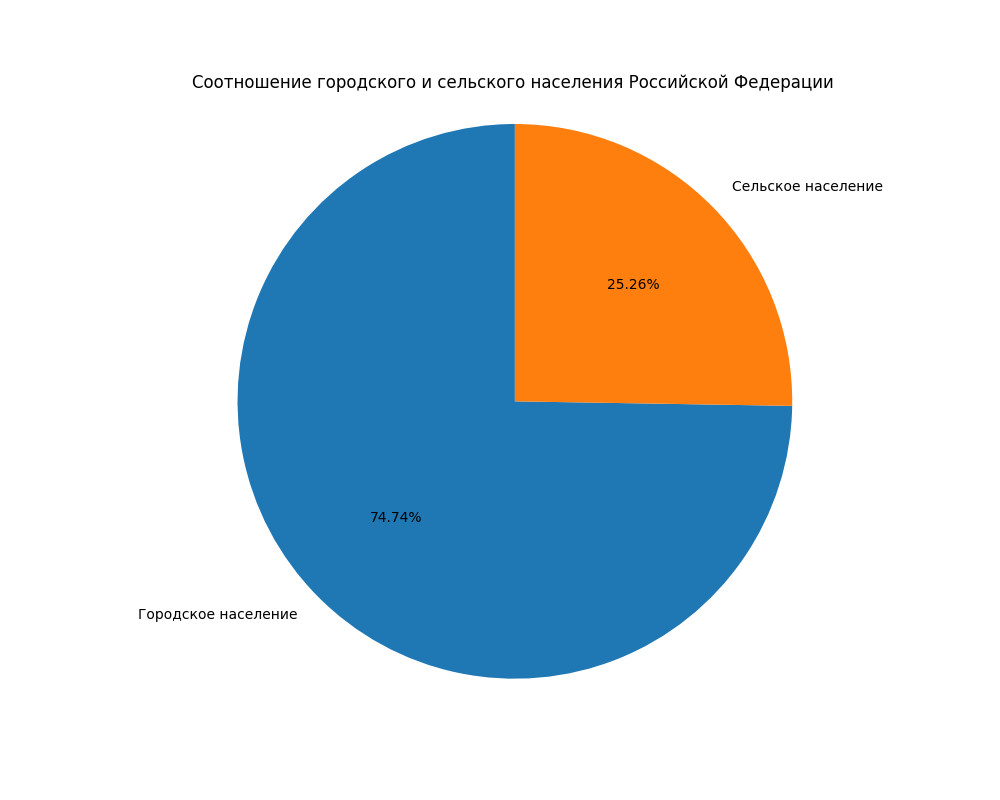 Соотношение городского и сельского населения Российской Федерации
Сельское население
25.26%
74.74%
Городское население